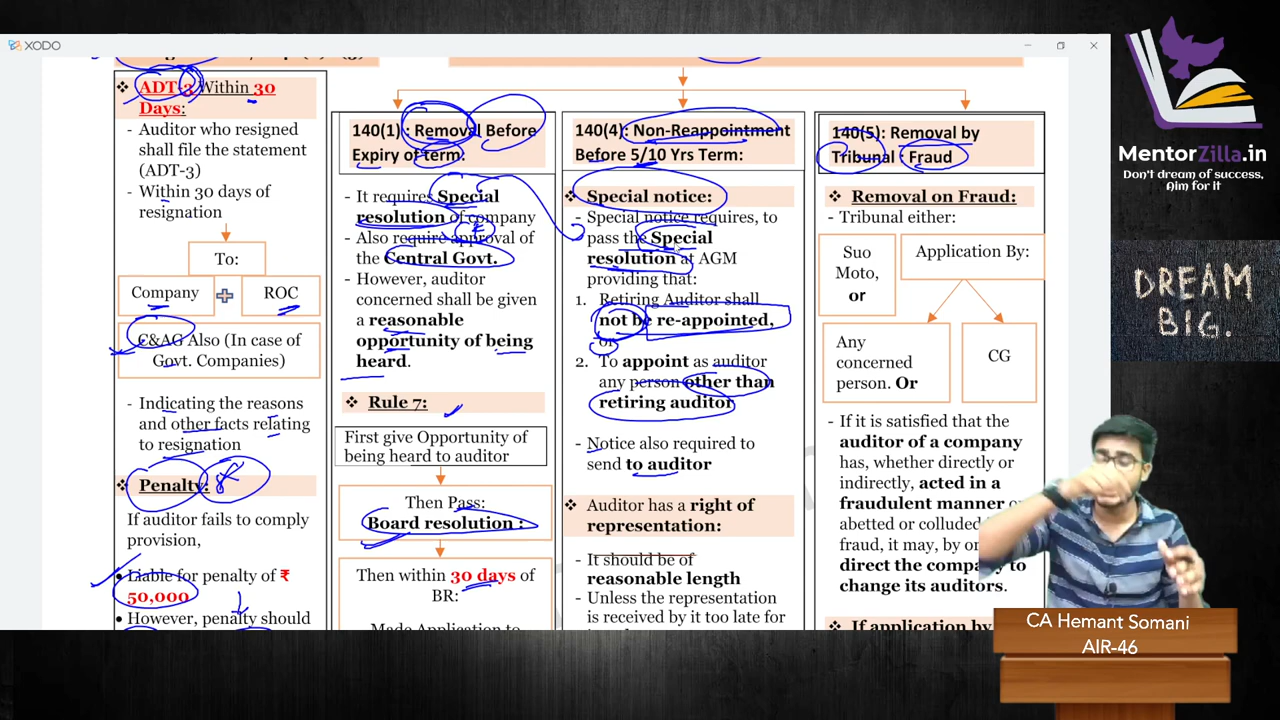 XODO
ADT-3 Within 30
Days:
- Auditor who resigned
shall file the statement
(ADT-3)
- Within 30 days of
resignation
To:
Company
ROC
C&AG Also (In case of
Govt. Companies)
- Indicating the reasons
and other facts relating
to resignation
Penalty:
If auditor fails to comply
provision,
• Liable for penalty of ₹
50,000
• However, penalty should
140(1) : Removal Before
Expiry of term:
- It requires Special
resolution of company
- Also require approval of
the Central Govt.
- However, auditor
concerned shall be given
a reasonable
opportunity of being
heard.
Rule 7:
First give Opportunity of
being heard to auditor
Then Pass:
Board resolution :
Then within 30 days of
BR:
Made Application to
140(4): Non-Reappointment
Before 5/10 Yrs Term:
Special notice:
- Special notice requires, to
pass the Special
resolution at AGM
providing that:
1. Retiring Auditor shall
not be re-appointed,
or
2. To appoint as auditor
any person other than
retiring auditor
- Notice also required to
send to auditor
Auditor has a right of
representation:
- It should be of
reasonable length
- Unless the representation
is received by it too late for
140(5): Removal by
Tribunal : Fraud
Removal on Fraud:
- Tribunal either:
Suo
Moto,
or
Application By:
Any
concerned
person. Or
CG
- If it is satisfied that the
auditor of a company
has, whether directly or
indirectly, acted in a
fraudulent manner
abetted or colluded
fraud, it may, by
direct the company to
change its auditors.
If application by
MentorZilla.in
Don't dream of success,
Aim for it
DREAM
BIG.
CA Hemant Somani
AIR-46